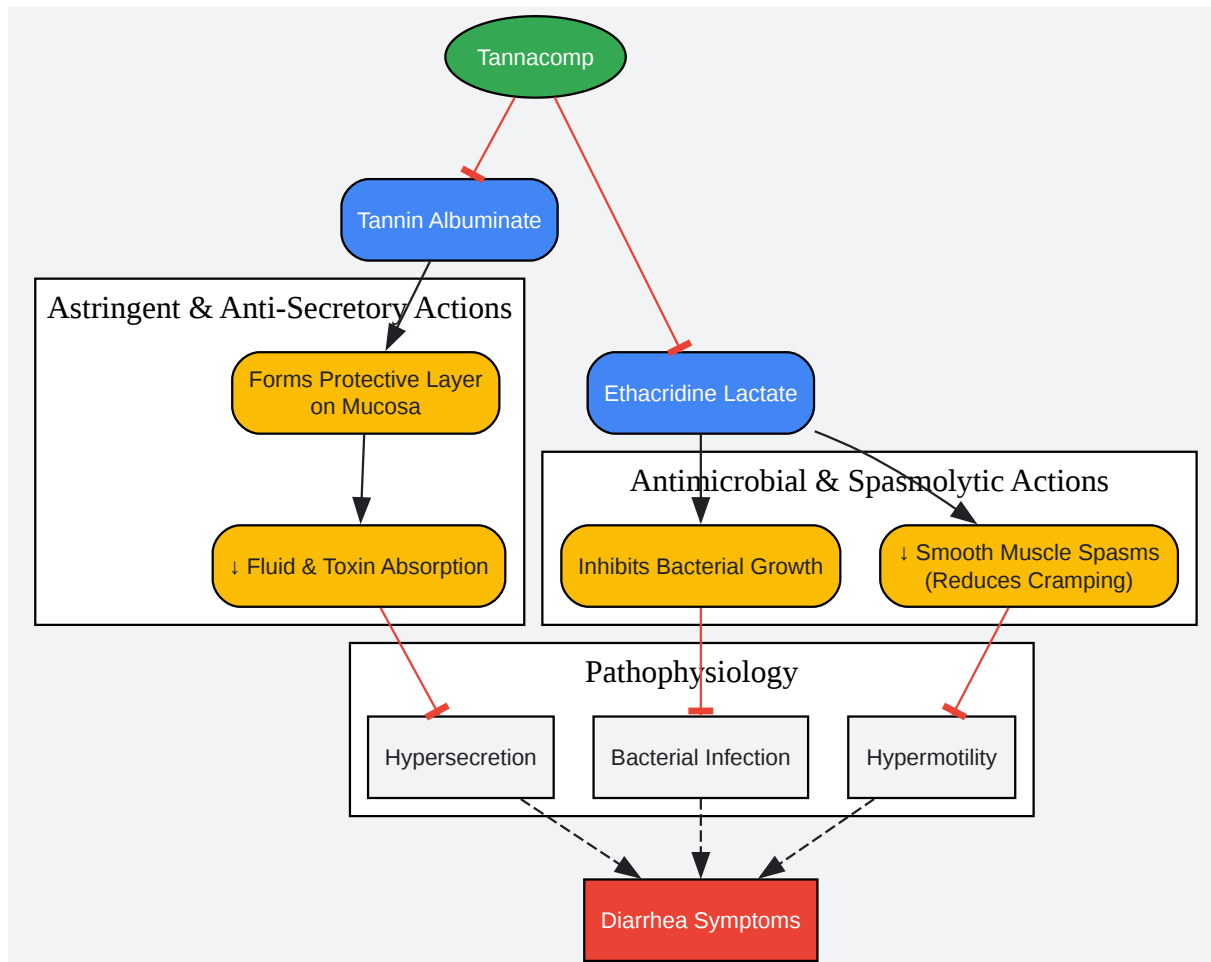 Tannacomp
Tannin Albuminate
Astringent & Anti-Secretory Actions
Forms Protective Layer
on Mucosa
Ethacridine Lactate
Antimicrobial & Spasmolytic Actions
↓ Fluid & Toxin Absorption
Inhibits Bacterial Growth
↓ Smooth Muscle Spasms
(Reduces Cramping)
Pathophysiology
Hypersecretion
Bacterial Infection
Hypermotility
Diarrhea Symptoms